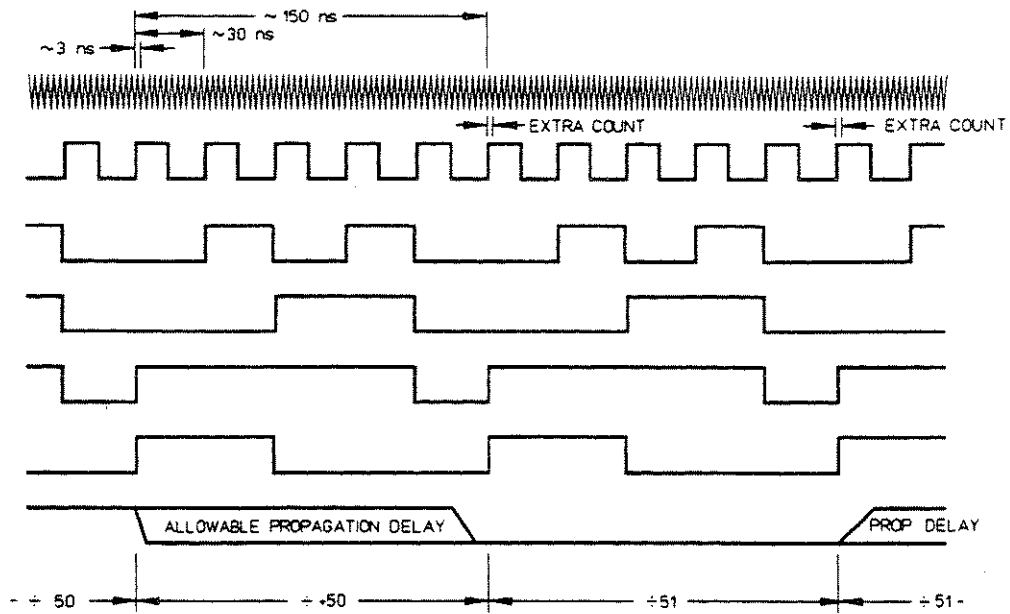 ~ 150 ns
~30 ns
~3 ns
EXTRA COUNT
EXTRA COUNT
ALLOWABLE PROPAGATION DELAY
PROP DELAY
- ÷ 50
÷ 50
÷ 51
÷ 51 -